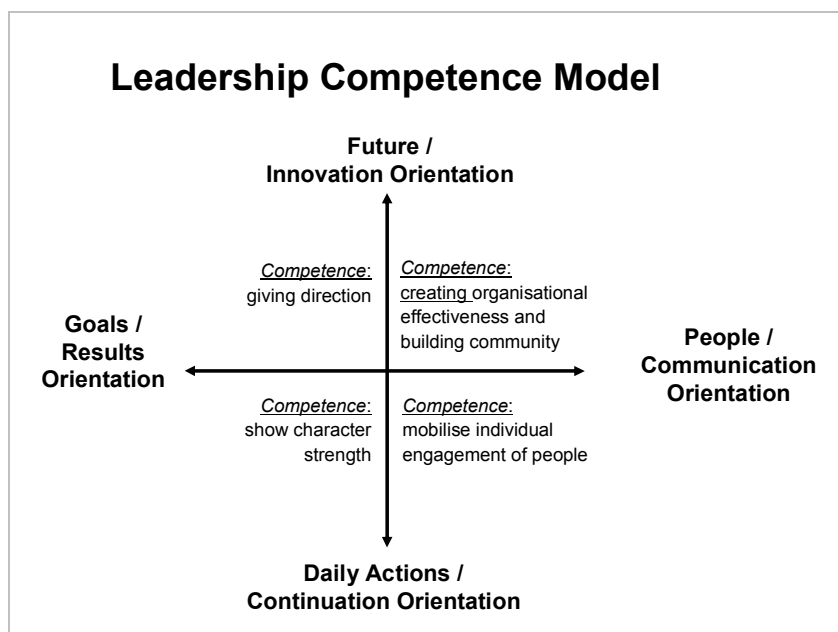 Leadership Competence Model
Future /
Innovation Orientation
Competence:
giving direction
Competence:
creating organisational
effectiveness and
building community
Goals /
Results
Orientation
People /
Communication
Orientation
Competence:
show character
strength
Competence:
mobilise individual
engagement of people
Daily Actions /
Continuation Orientation